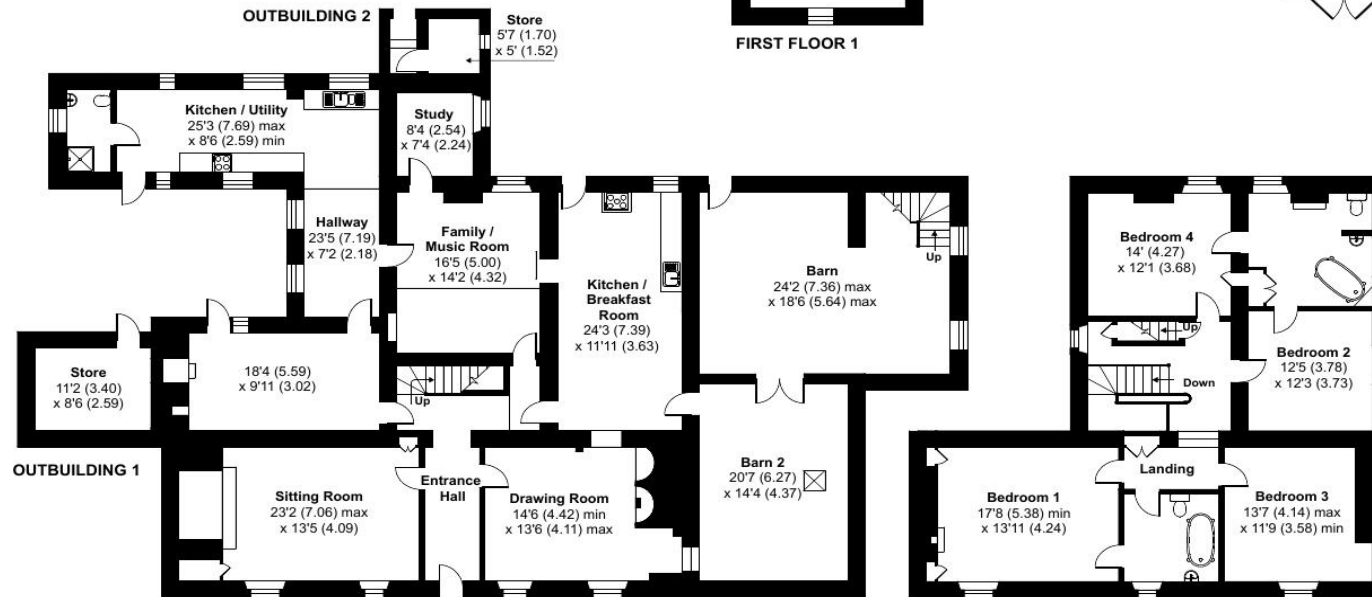 OUTBUILDING 2
Store
5'7 (1.70)
x 5' (1.52)
FIRST FLOOR 1
Kitchen / Utility
25'3 (7.69) max
x 8'6 (2.59) min
Study
8'4 (2.54)
x 7'4 (2.24)
Hallway
23'5 (7.19)
x 7'2 (2.18)
Family /
Music Room
16'5 (5.00)
x 14'2 (4.32)
Kitchen /
Breakfast
Room
24'3 (7.39)
x 11'11 (3.63)
Barn
24'2 (7.36) max
x 18'6 (5.64) max
Up
Bedroom 4
14' (4.27)
x 12'1 (3.68)
Up
Down
Bedroom 2
12'5 (3.78)
x 12'3 (3.73)
Store
11'2 (3.40)
x 8'6 (2.59)
18'4 (5.59)
x 9'11 (3.02)
Up
OUTBUILDING 1
Sitting Room
23'2 (7.06) max
x 13'5 (4.09)
Entrance
Hall
Drawing Room
14'6 (4.42) min
x 13'6 (4.11) max
Barn 2
20'7 (6.27)
x 14'4 (4.37)
Bedroom 1
17'8 (5.38) min
x 13'11 (4.24)
Landing
Bedroom 3
13'7 (4.14) max
x 11'9 (3.58) min